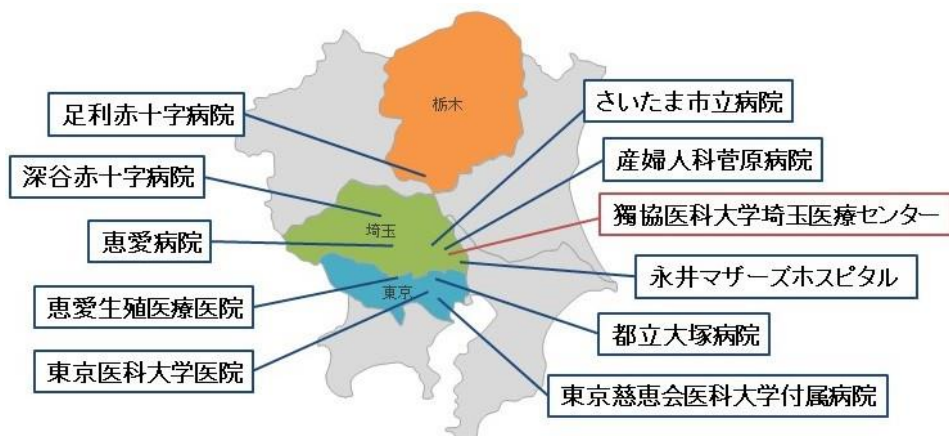 栃木
埼玉
東京
足利赤十字病院
深谷赤十字病院
恵愛病院
恵愛生殖医療医院
東京医科大学医院
さいたま市立病院
産婦人科菅原病院
獨協医科大学埼玉医療センター
永井マザーズホスピタル
都立大塚病院
東京慈恵会医科大学付属病院